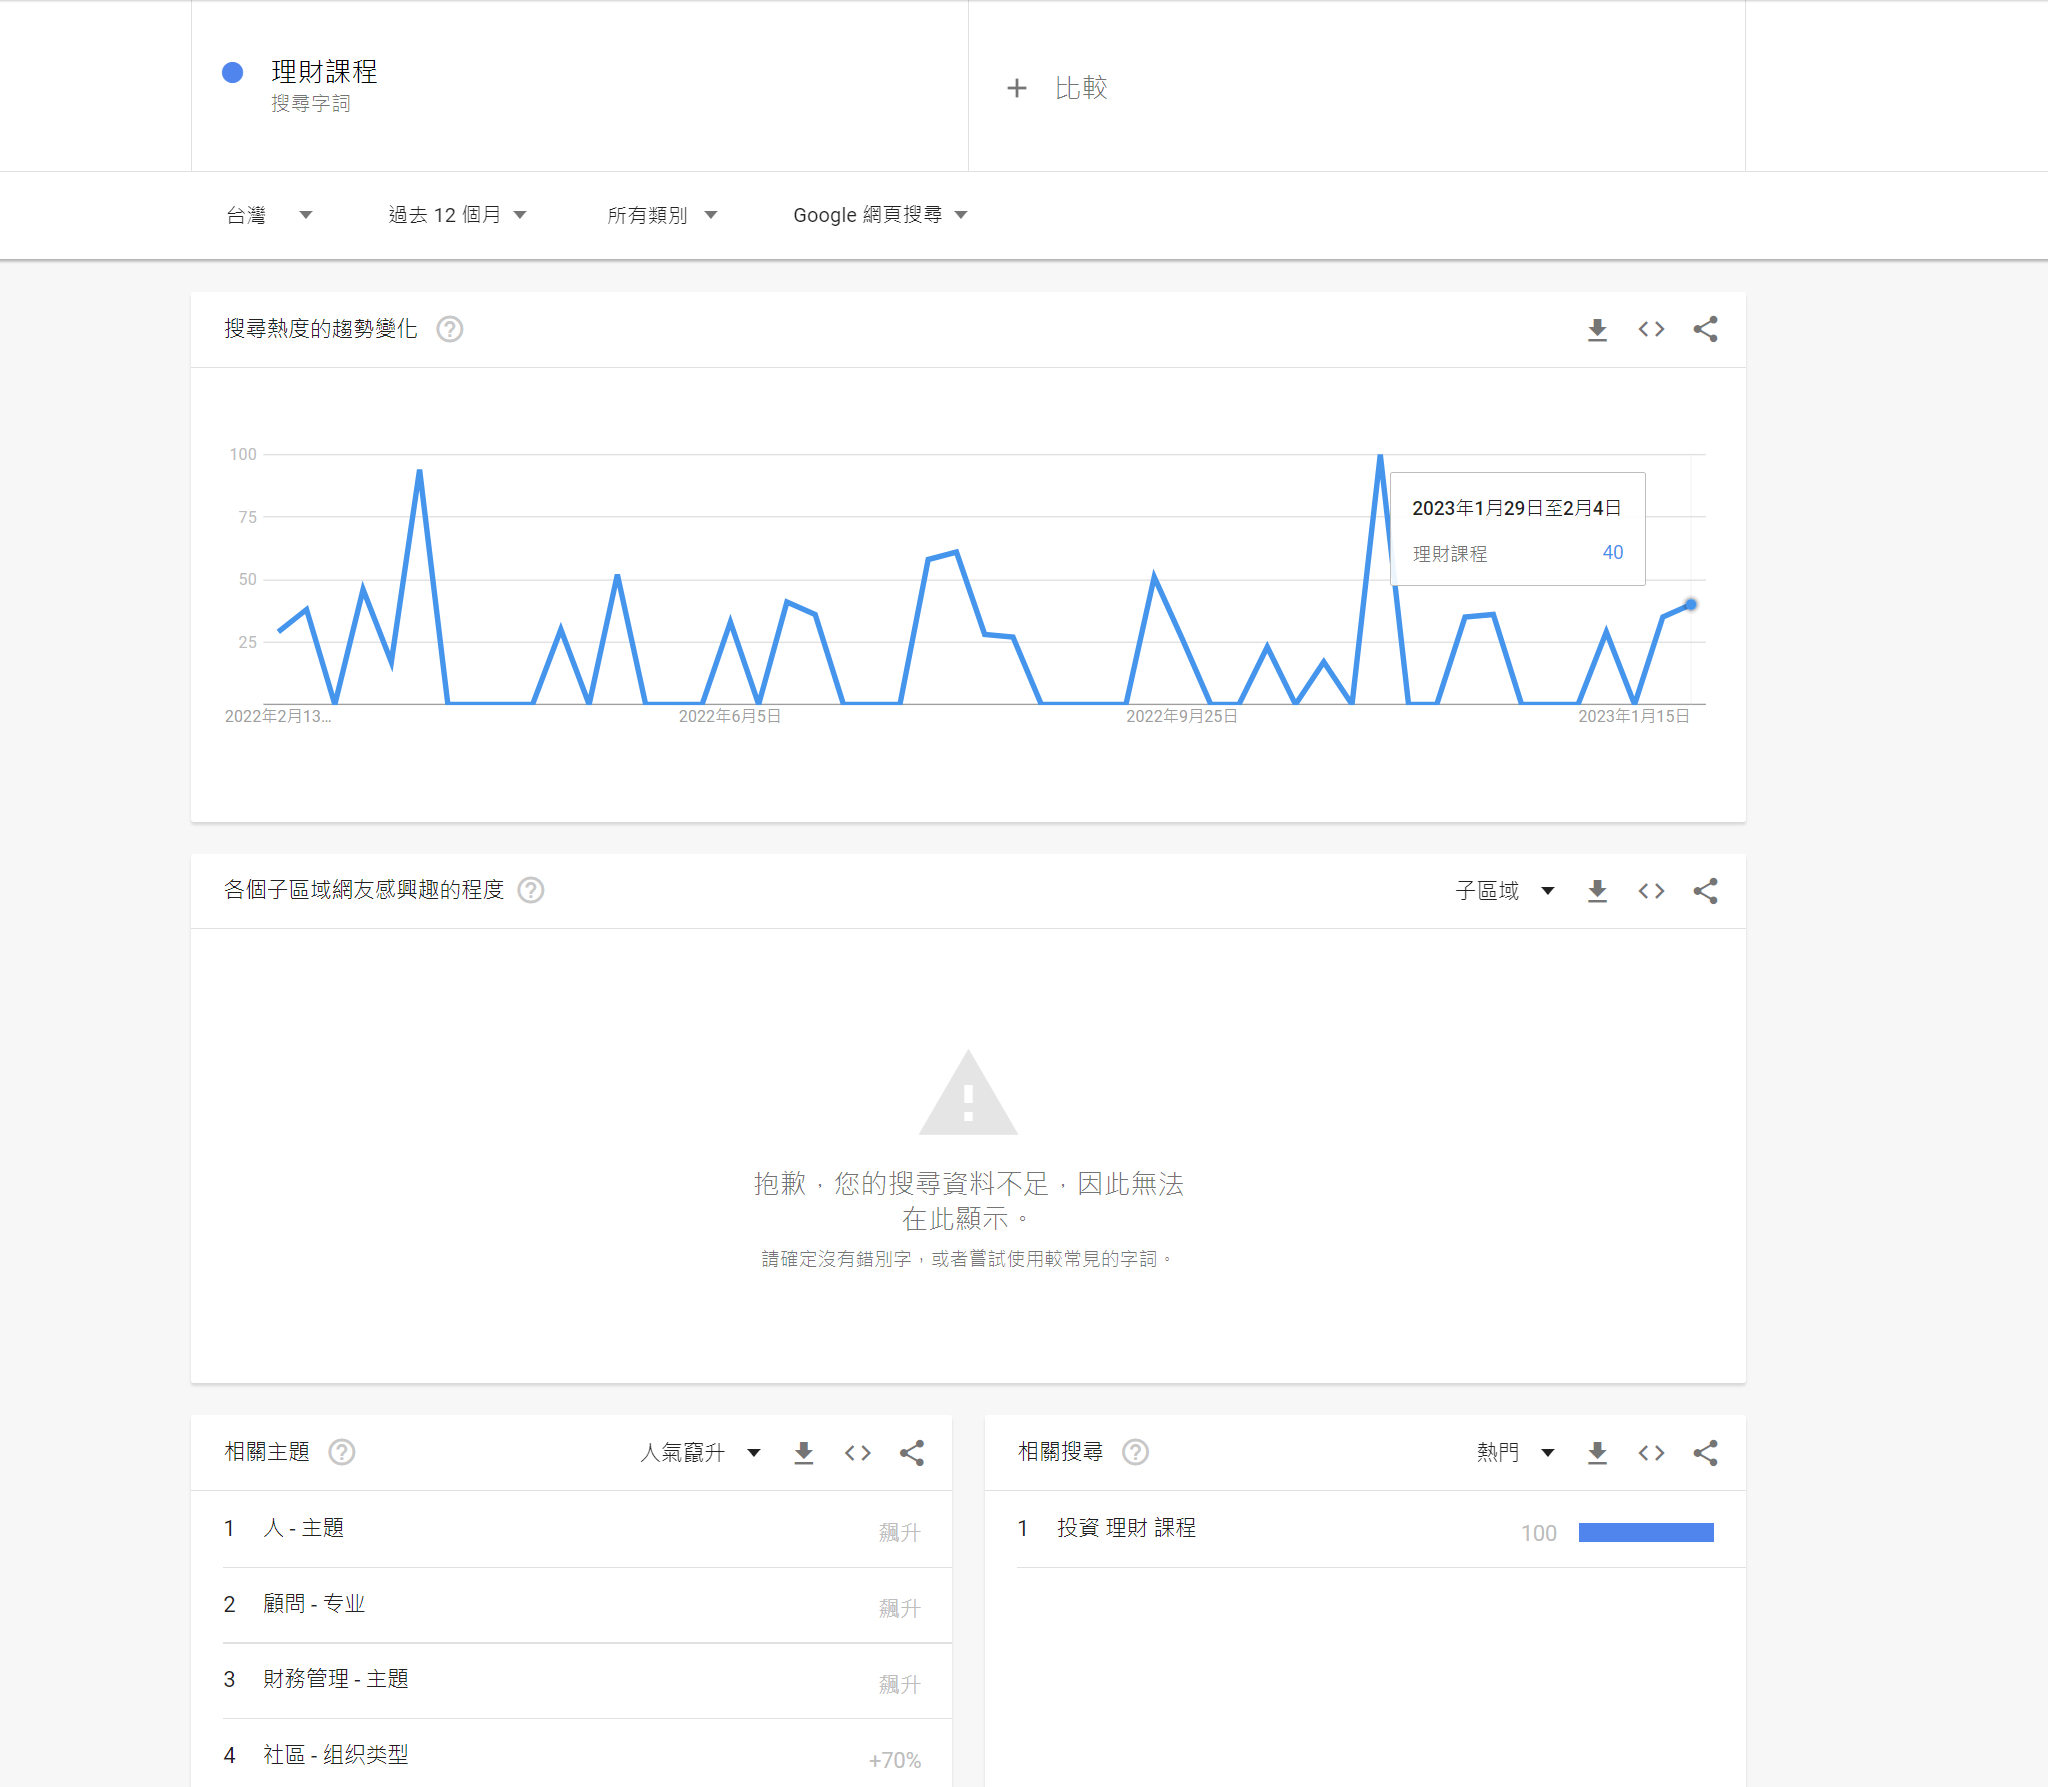 理財課程
搜尋字詞
+ 比較
台灣 過去 12 個月 所有類別 Google 網頁搜尋
搜尋熱度的趨勢變化
100
75
50
25
2023年1月29日至2月4日
理財課程 40
2022年2月13... 2022年6月5日 2022年9月25日 2023年1月15日
各個子區域網友感興趣的程度 子區域
抱歉，您的搜尋資料不足，因此無法
在此顯示。
請確定沒有錯別字，或者嘗試使用較常見的字詞。
相關主題 人氣竄升
1 人 - 主題 飆升
2 顧問 - 专业 飆升
3 財務管理 - 主題 飆升
4 社區 - 组织类型 +70%
相關搜尋 熱門
1 投資 理財 課程 100